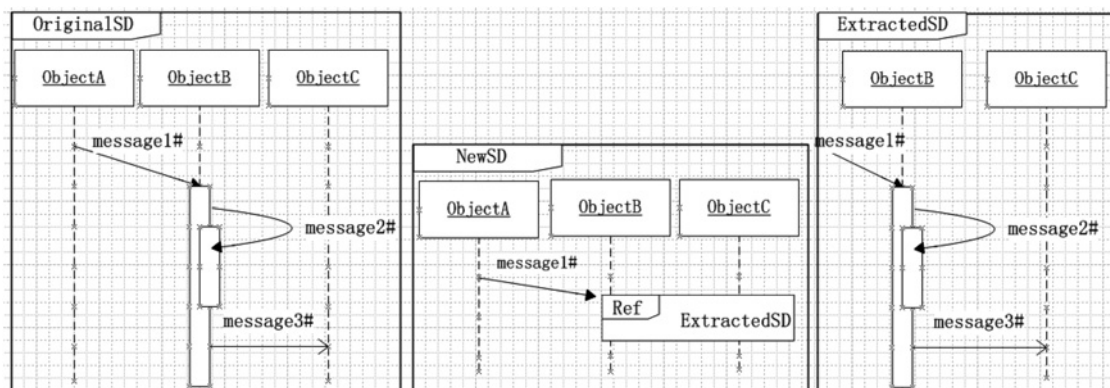 OriginalSD
ObjectA ObjectB ObjectC
message1#
message2#
message3#
NewSD
ObjectA ObjectB ObjectC
message1#
Ref
ExtractedSD
ExtractedSD
ObjectB ObjectC
message1#
message2#
message3#